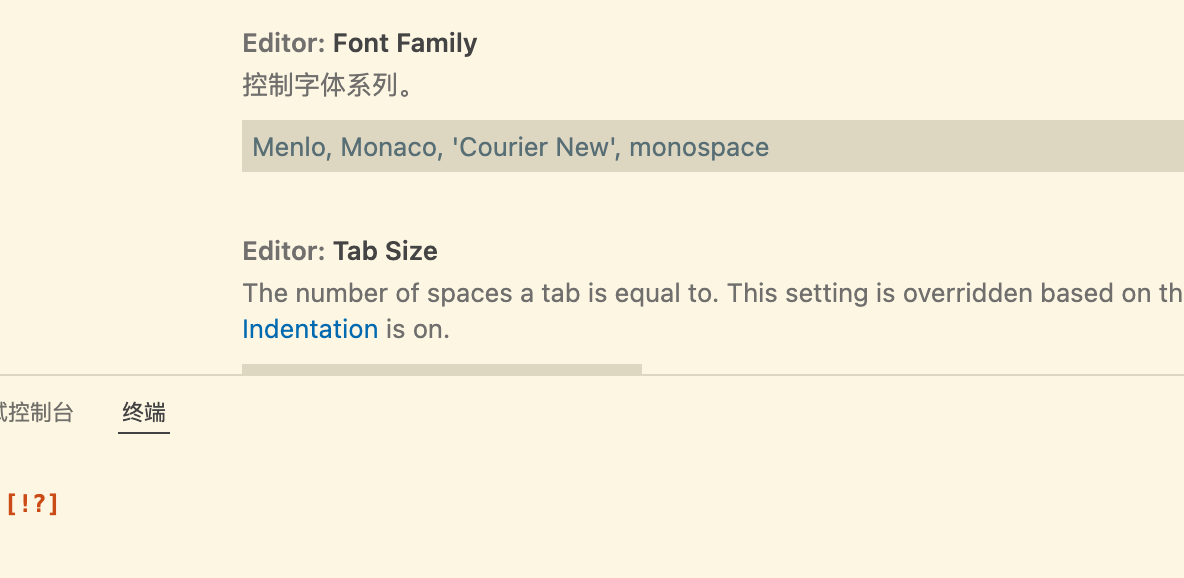 Editor: Font Family
控制字体系列。
Menlo, Monaco, 'Courier New', monospace
Editor: Tab Size
The number of spaces a tab is equal to. This setting is overridden based on th
Indentation is on.
试控制台 终端
[!?]